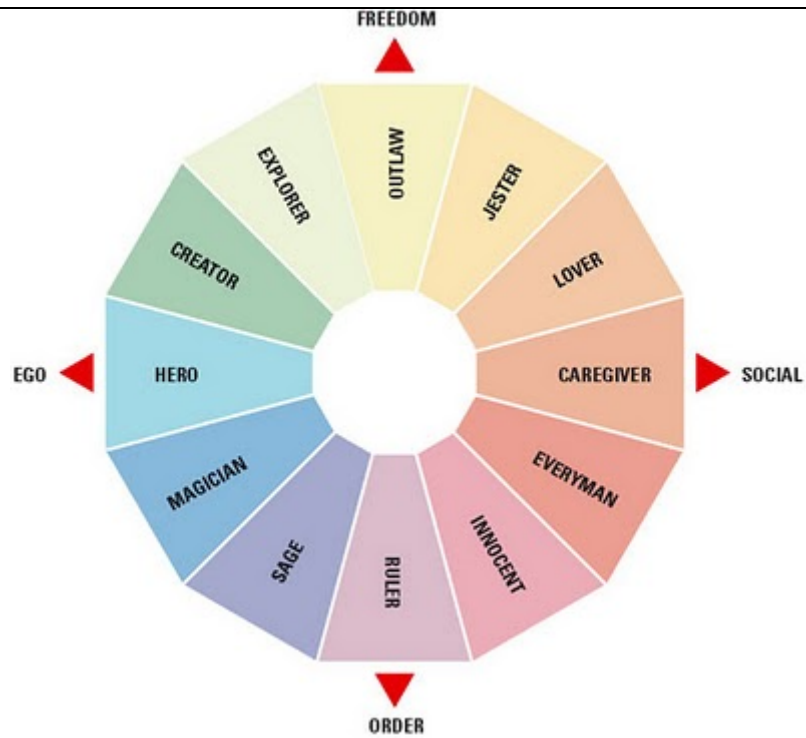 FREEDOM
OUTLAW
EXPLORER
JESTER
CREATOR
LOVER
EGO
HERO
CAREGIVER
SOCIAL
MAGICIAN
EVERYMAN
SAGE
INNOCENT
RULER
ORDER